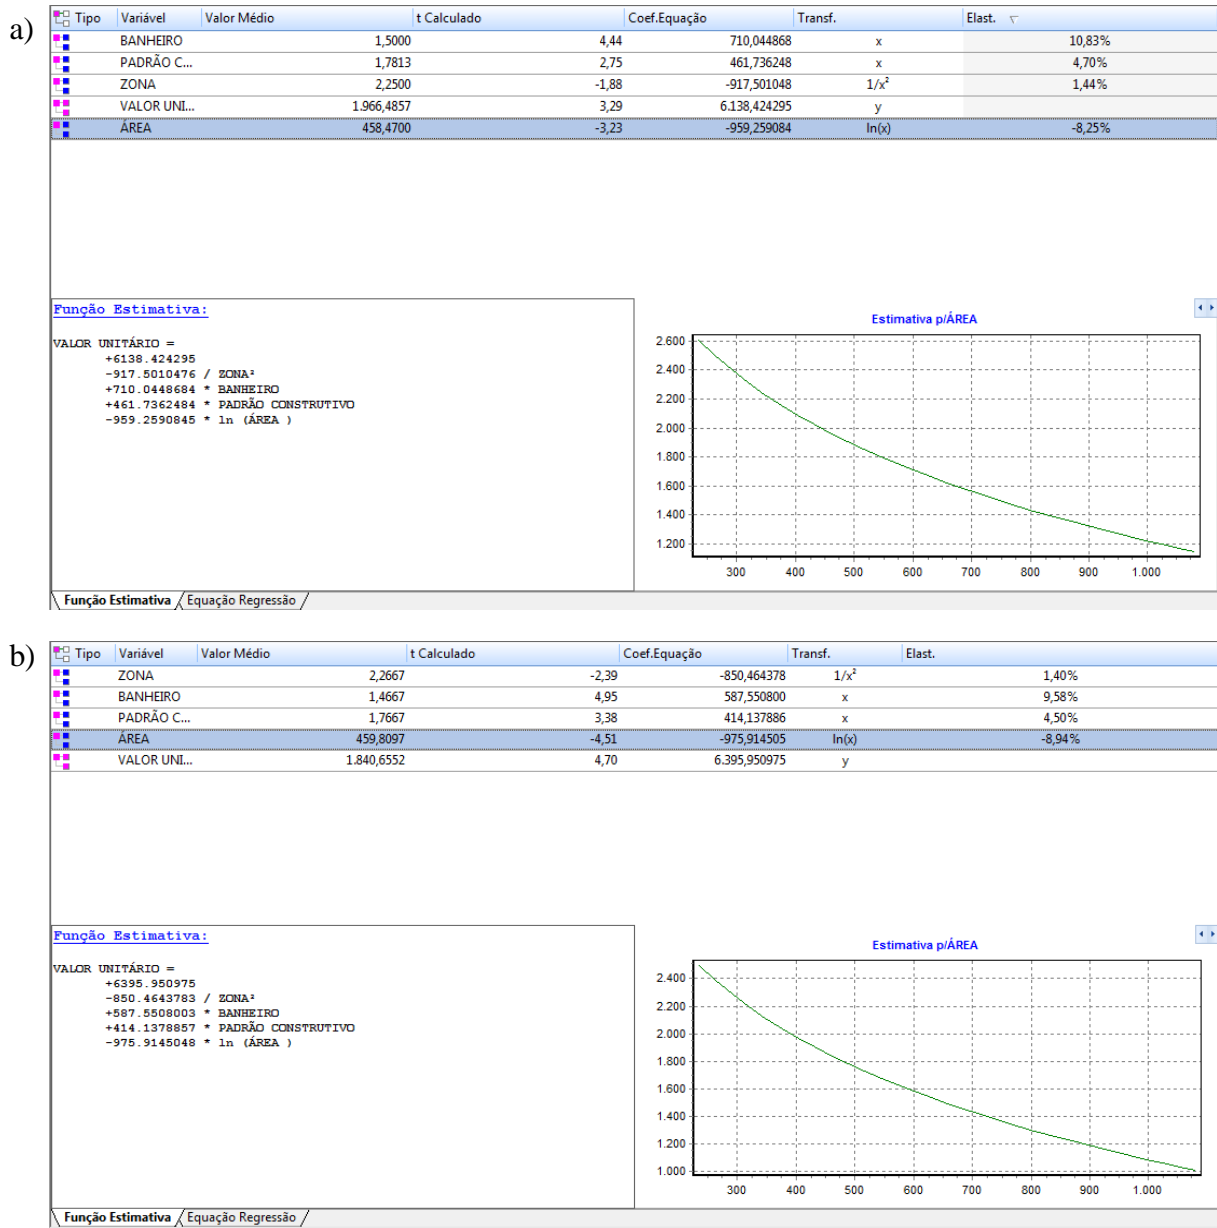 a)
Tipo Variável Valor Médio t Calculado Coef.Equação Transf. Elast.
BANHEIRO 1,5000 4,44 710,044868 x 10,83%
PADRÃO C... 1,7813 2,75 461,736248 x 4,70%
ZONA 2,2500 -1,88 -917,501048 1/x² 1,44%
VALOR UNI... 1.966,4857 3,29 6.138,424295 y
ÁREA 458,4700 -3,23 -959,259084 ln(x) -8,25%
Função Estimativa:
VALOR UNITÁRIO =
+6138.424295
-917.5010476 / ZONA²
+710.0448684 * BANHEIRO
+461.7362484 * PADRÃO CONSTRUTIVO
-959.2590845 * ln (ÁREA )
Estimativa p/ÁREA
2.600
2.400
2.200
2.000
1.800
1.600
1.400
1.200
300 400 500 600 700 800 900 1.000
Função Estimativa Equação Regressão
b)
Tipo Variável Valor Médio t Calculado Coef.Equação Transf. Elast.
ZONA 2,2667 -2,39 -850,464378 1/x² 1,40%
BANHEIRO 1,4667 4,95 587,550800 x 9,58%
PADRÃO C... 1,7667 3,38 414,137886 x 4,50%
ÁREA 459,8097 -4,51 -975,914505 ln(x) -8,94%
VALOR UNI... 1.840,6552 4,70 6.395,950975 y
Função Estimativa:
VALOR UNITÁRIO =
+6395.950975
-850.4643783 / ZONA²
+587.5508003 * BANHEIRO
+414.1378857 * PADRÃO CONSTRUTIVO
-975.9145048 * ln (ÁREA )
Estimativa p/ÁREA
2.400
2.200
2.000
1.800
1.600
1.400
1.200
1.000
300 400 500 600 700 800 900 1.000
Função Estimativa Equação Regressão